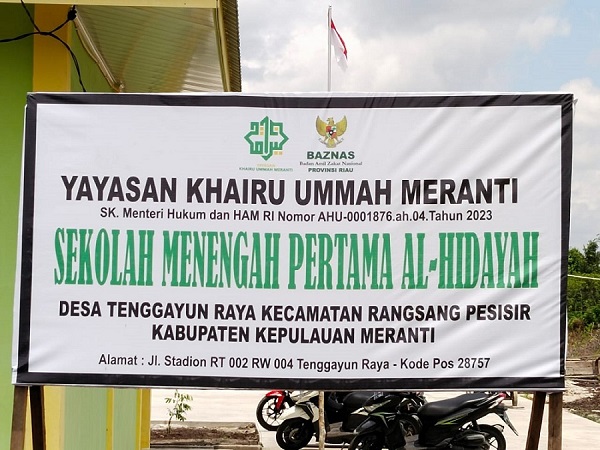 KHAIRU UMMAH MERANTI
BAZNAS
Badan Amil Zakat Nasional
PROVINSI RIAU
YAYASAN KHAIRU UMMAH MERANTI
SK. Menteri Hukum dan HAM RI Nomor AHU-0001876.ah.04.Tahun 2023
SEKOLAH MENENGAH PERTAMA AL-HIDAYAH
DESA TENGGAYUN RAYA KECAMATAN RANGSANG PESISIR
KABUPATEN KEPULAUAN MERANTI
Alamat : Jl. Stadion RT 002 RW 004 Tenggayun Raya - Kode Pos 28757